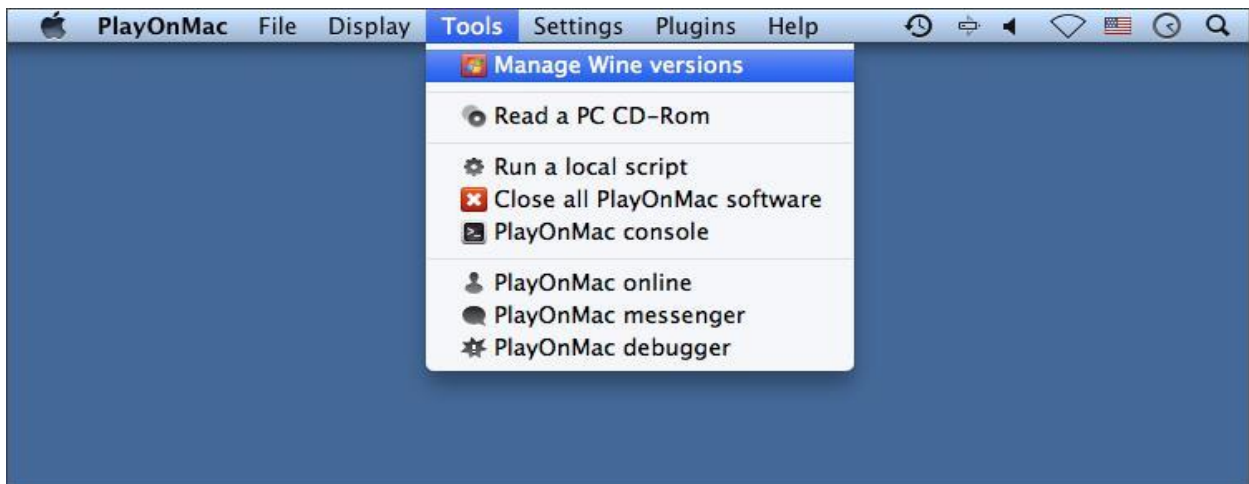 PlayOnMac File Display Tools Settings Plugins Help
Manage Wine versions
Read a PC CD-Rom
Run a local script
Close all PlayOnMac software
PlayOnMac console
PlayOnMac online
PlayOnMac messenger
PlayOnMac debugger